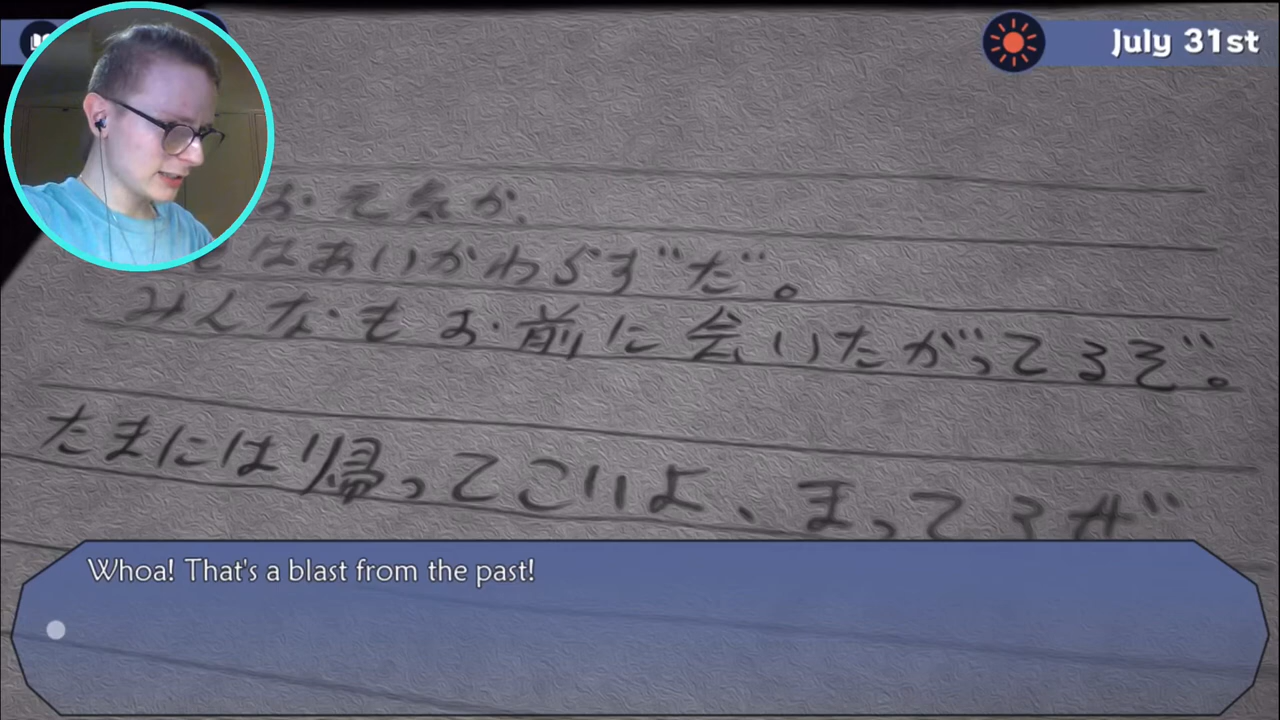 July 31st
お元気か、
はあいかわらずだ。
みんなもお前に会いたがってるぞ。
たまには帰ってこいよ、まってるぜ
Whoa! That's a blast from the past!